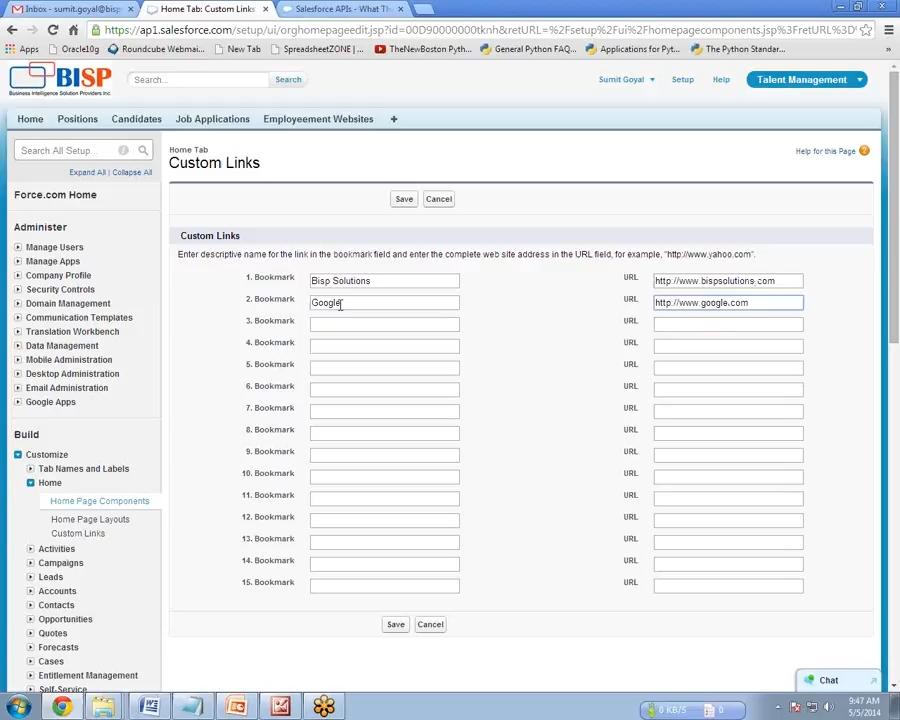 Inbox - sumit.goyal@bisp
Home Tab: Custom Links
Salesforce APIs - What Th
https://ap1.salesforce.com/setup/ui/orghomepageedit.jsp?id=00D90000000tknh&retURL=%2Fsetup%2Fui%2Fhomepagecomponents.jsp%3FretURL%3D
Apps
Oracle10g
Roundcube Webmail...
New Tab
SpreadsheetZONE |...
TheNewBoston Pyth...
General Python FAQ...
Applications for Pyt...
The Python Standar...
BISP
Business Intelligence Solution Providers Inc.
Search...
Search
Sumit Goyal
Setup
Help
Talent Management
Home
Positions
Candidates
Job Applications
Employeement Websites
+
Search All Setup...
Expand All | Collapse All
Force.com Home
Administer
Manage Users
Manage Apps
Company Profile
Security Controls
Domain Management
Communication Templates
Translation Workbench
Data Management
Mobile Administration
Desktop Administration
Email Administration
Google Apps
Build
Customize
Tab Names and Labels
Home
Home Page Components
Home Page Layouts
Custom Links
Activities
Campaigns
Leads
Accounts
Contacts
Opportunities
Quotes
Forecasts
Cases
Entitlement Management
Self-Service
Home Tab
Custom Links
Help for this Page
Save
Cancel
Custom Links
Enter descriptive name for the link in the bookmark field and enter the complete web site address in the URL field, for example, "http://www.yahoo.com".
1. Bookmark Bisp Solutions URL http://www.bispsolutions.com
2. Bookmark Google URL http://www.google.com
3. Bookmark URL
4. Bookmark URL
5. Bookmark URL
6. Bookmark URL
7. Bookmark URL
8. Bookmark URL
9. Bookmark URL
10. Bookmark URL
11. Bookmark URL
12. Bookmark URL
13. Bookmark URL
14. Bookmark URL
15. Bookmark URL
Save
Cancel
Chat
0 KB/S
0
9:47 AM
5/5/2014